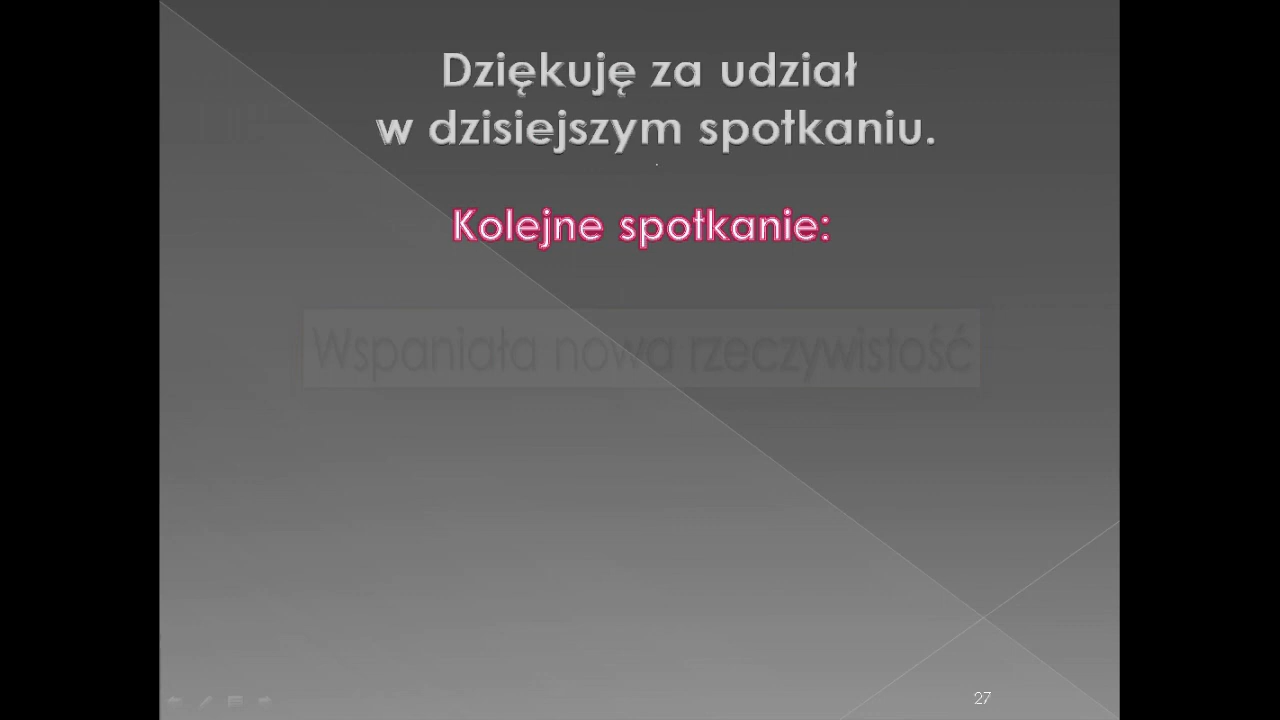 Dziękuję za udział
w dzisiejszym spotkaniu.
Kolejne spotkanie:
Wspaniała nowa rzeczywistość
27